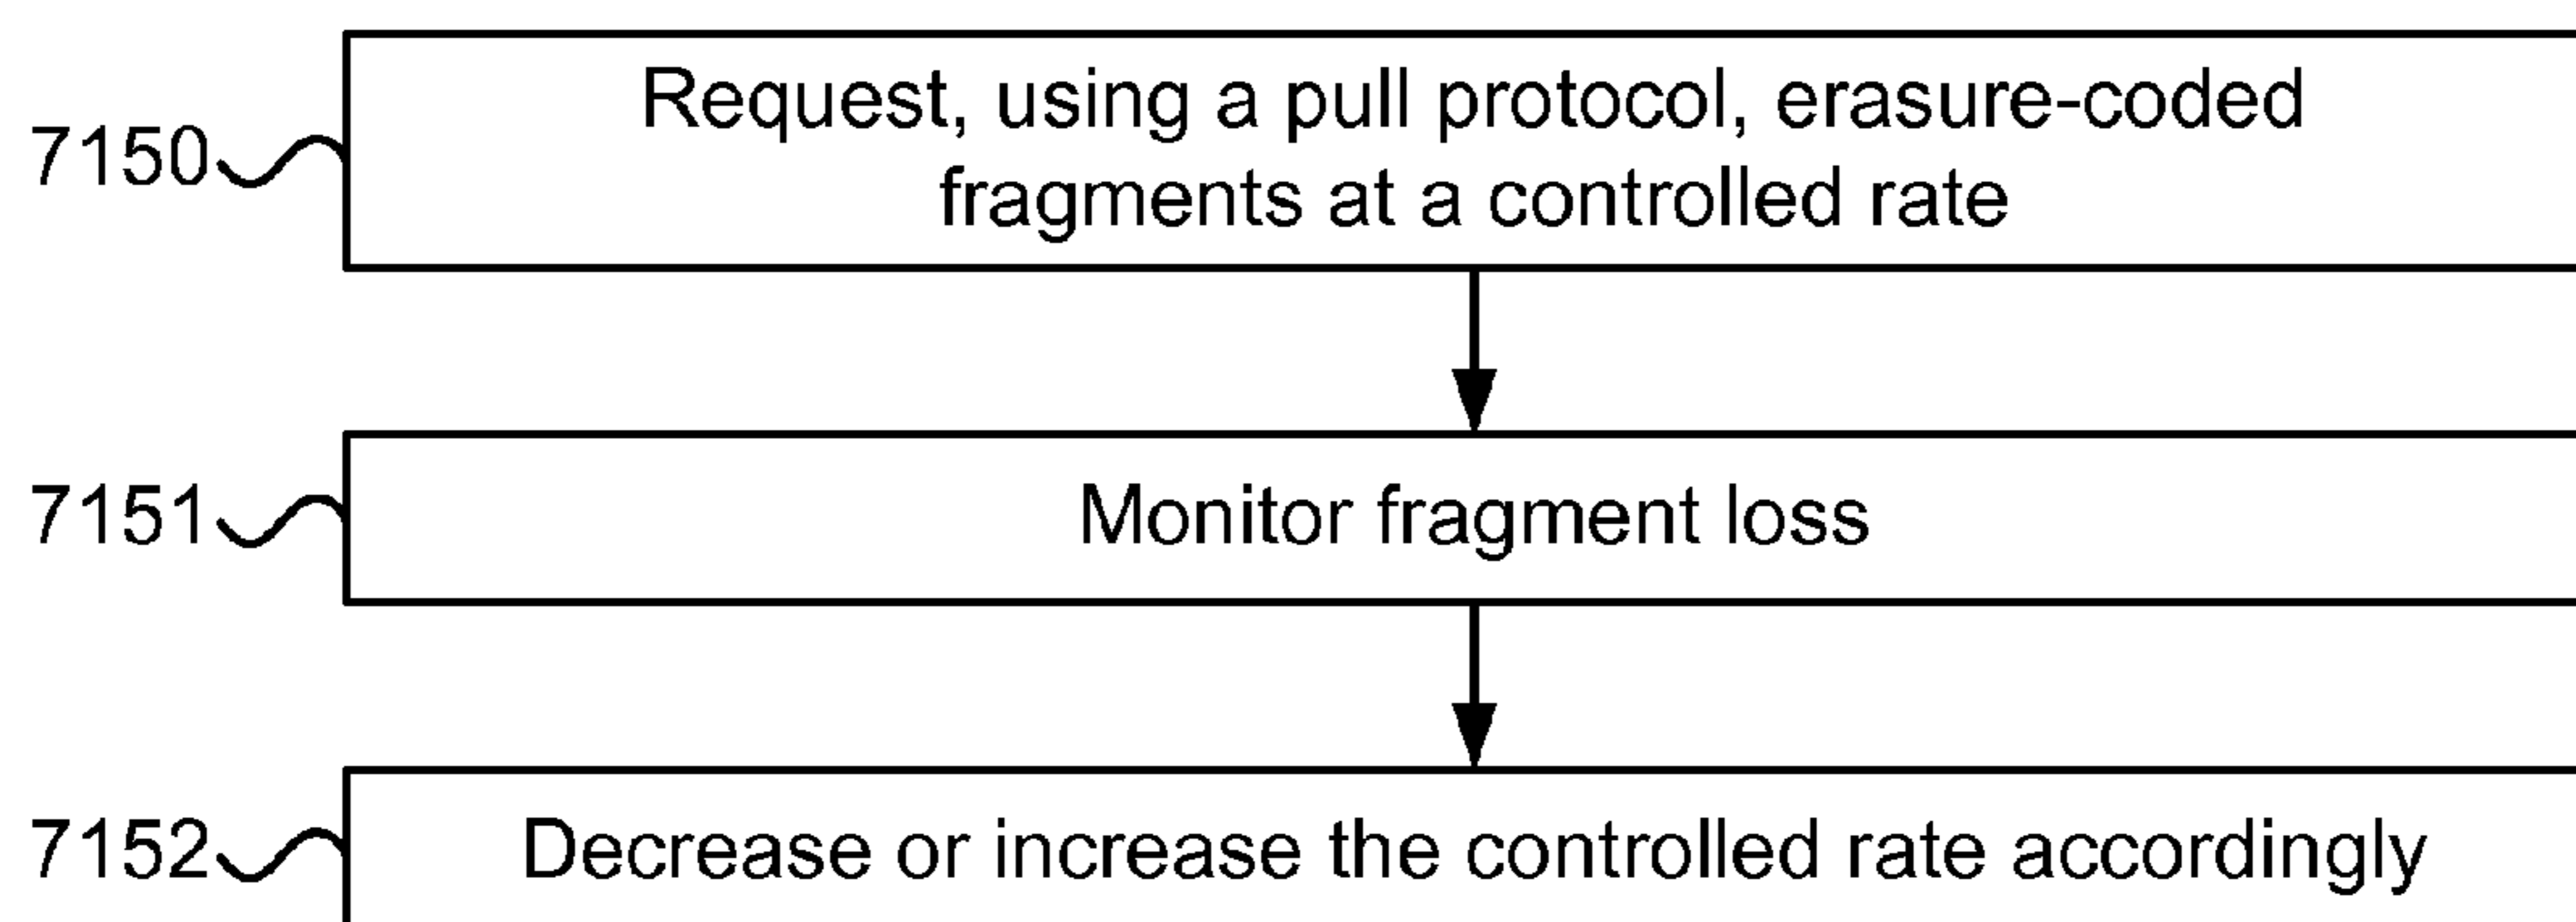 7150
Request, using a pull protocol, erasure-coded
fragments at a controlled rate
7151
Monitor fragment loss
7152
Decrease or increase the controlled rate accordingly